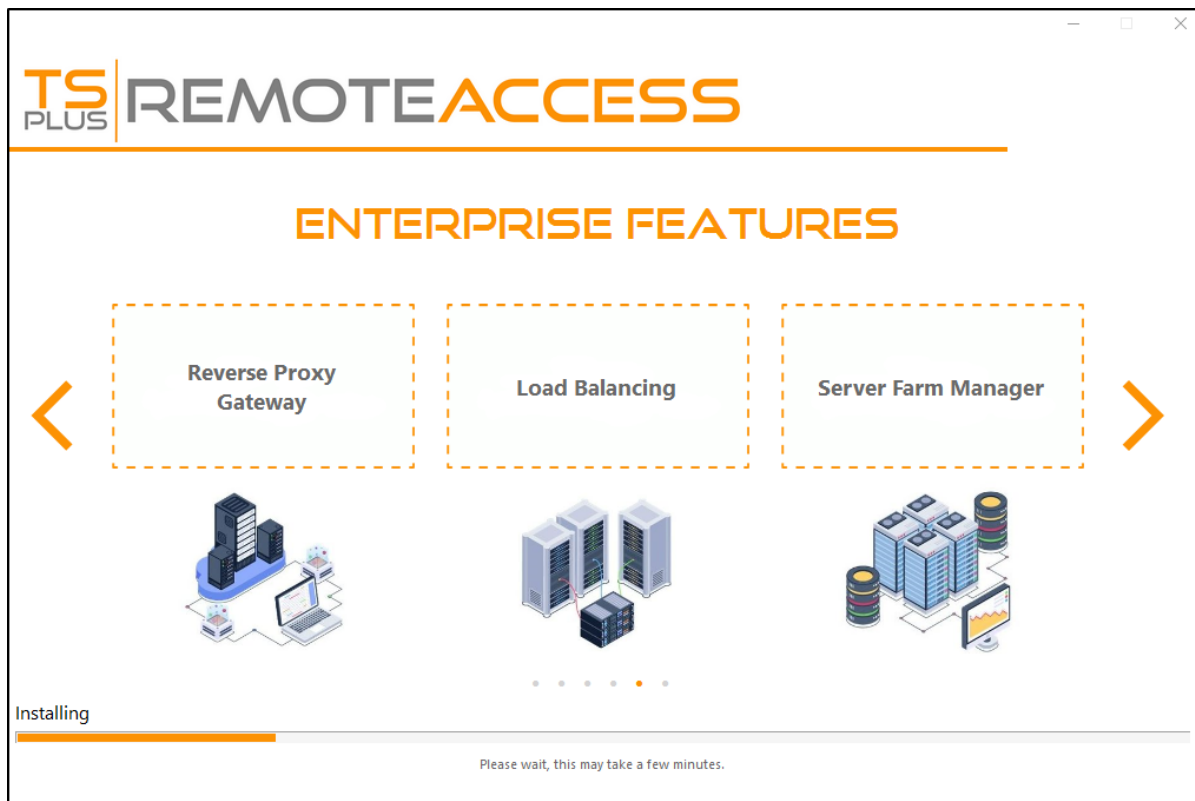 TS
PLUS
REMOTEACCESS
ENTERPRISE FEATURES
Reverse Proxy
Gateway
Load Balancing
Server Farm Manager
Installing
Please wait, this may take a few minutes.